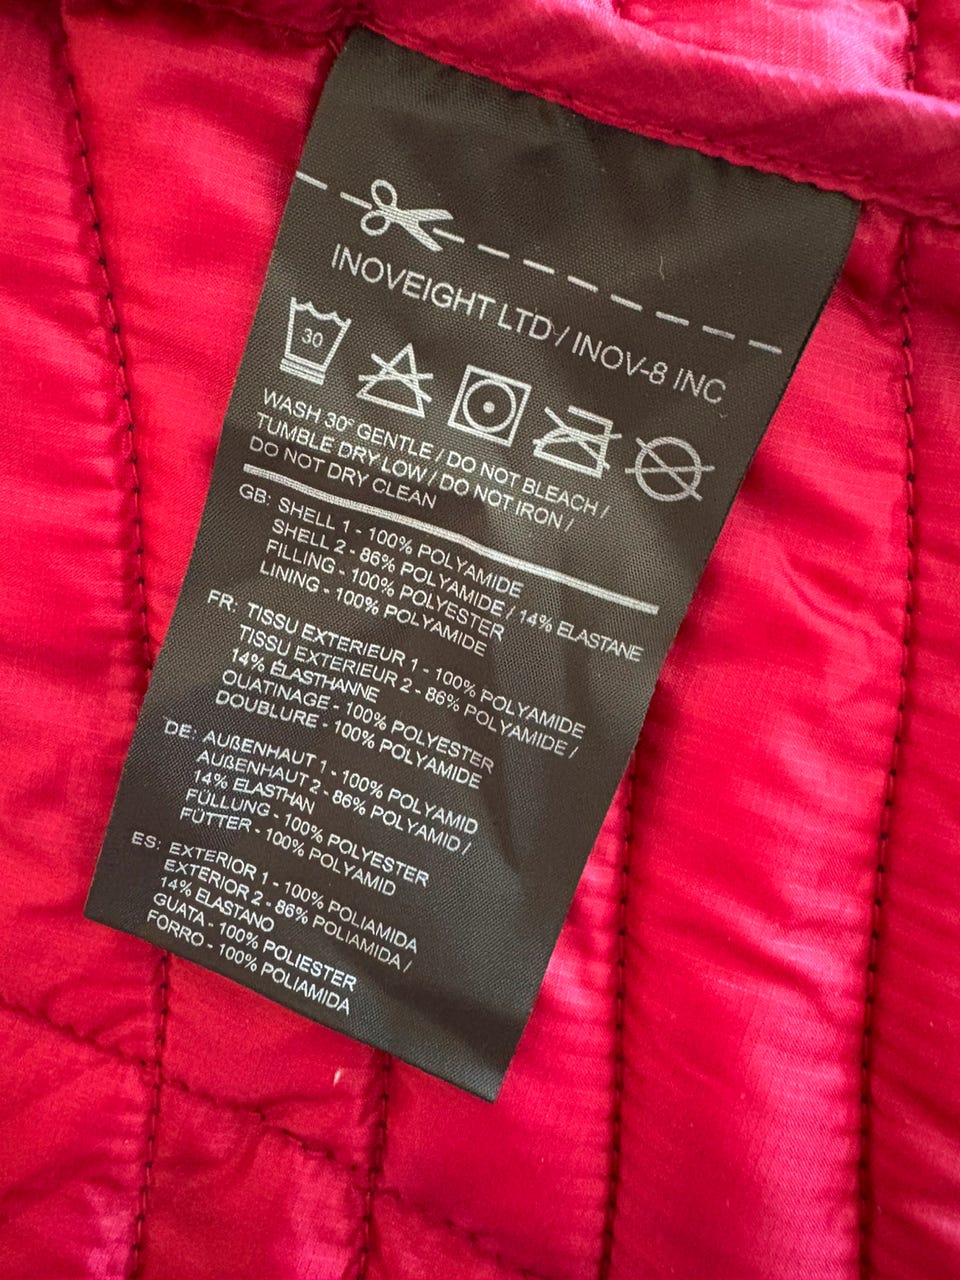 INOVEIGHT LTD / INOV-8 INC
30
WASH 30° GENTLE / DO NOT BLEACH /
TUMBLE DRY LOW / DO NOT IRON /
DO NOT DRY CLEAN
GB: SHELL 1 - 100% POLYAMIDE
SHELL 2 - 86% POLYAMIDE / 14% ELASTANE
FILLING - 100% POLYESTER
LINING - 100% POLYAMIDE
FR: TISSU EXTERIEUR 1 - 100% POLYAMIDE
TISSU EXTERIEUR 2 - 86% POLYAMIDE /
14% ÉLASTHANNE
OUATINAGE - 100% POLYESTER
DOUBLURE - 100% POLYAMIDE
DE: AUßENHAUT 1 - 100% POLYAMID
AUßENHAUT 2 - 86% POLYAMID /
14% ELASTHAN
FÜLLUNG - 100% POLYESTER
FÜTTER - 100% POLYAMID
ES: EXTERIOR 1 - 100% POLIAMIDA
EXTERIOR 2 - 86% POLIAMIDA /
14% ELASTANO
GUATA - 100% POLIESTER
FORRO - 100% POLIAMIDA